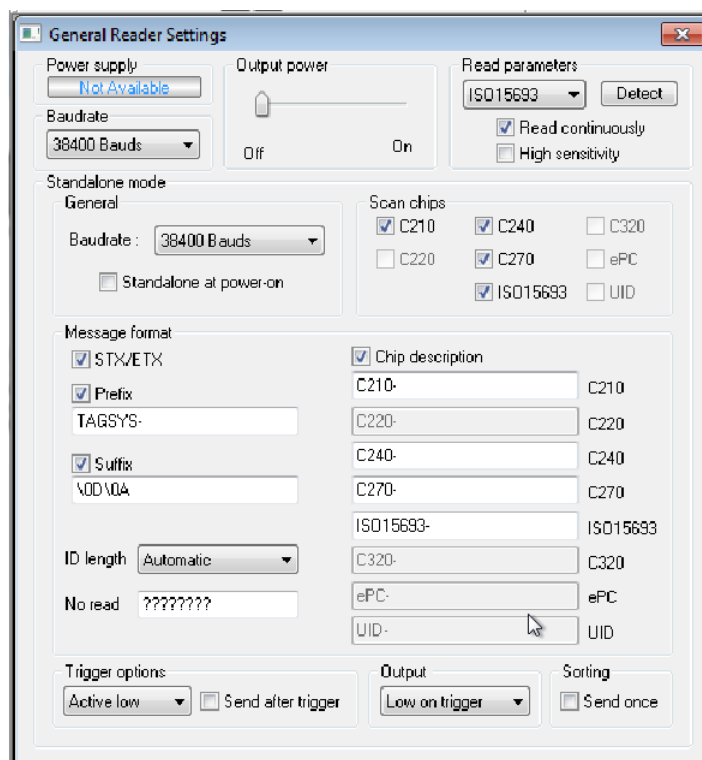 General Reader Settings
Power supply
Not Available
Output power
Off
On
Read parameters
ISO15693
Detect
Read continuously
High sensitivity
Baudrate
38400 Bauds
Standalone mode
General
Baudrate :
38400 Bauds
Standalone at power-on
Scan chips
C210
C240
C320
C220
C270
ePC
ISO15693
UID
Message format
STX/ETX
Prefix
TAGSYS-
Suffix
\0D\0A
ID length
Automatic
No read
????????
Chip description
C210-
C210
C220-
C220
C240-
C240
C270-
C270
ISO15693-
ISO15693
C320-
C320
ePC-
ePC
UID-
UID
Trigger options
Active low
Send after trigger
Output
Low on trigger
Sorting
Send once